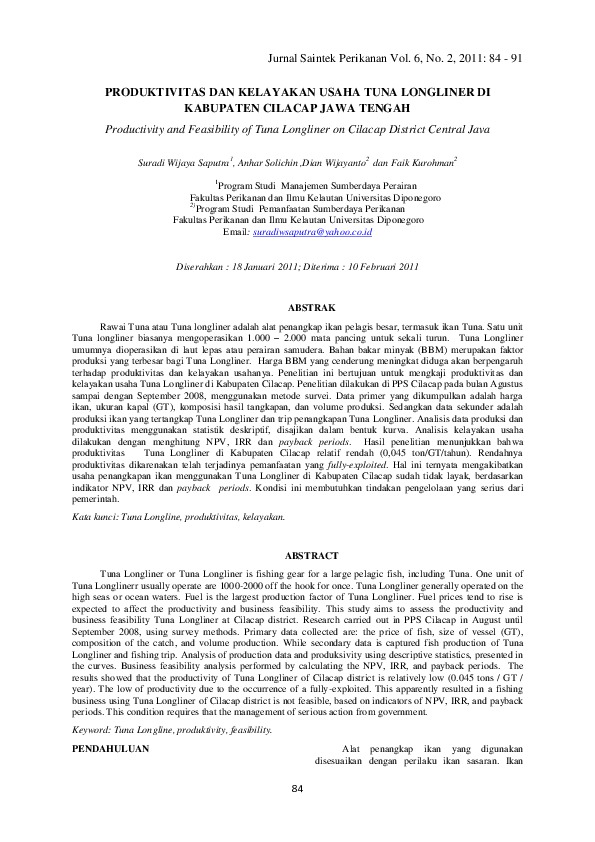 Jurnal Saintek Perikanan Vol. 6, No. 2, 2011: 84 - 91
PRODUKTIVITAS DAN KELAYAKAN USAHA TUNA LONGLINER DI
KABUPATEN CILACAP JAWA TENGAH
Productivity and Feasibility of Tuna Longliner on Cilacap District Central Java
Suradi Wijaya Saputra1, Anhar Solichin ,Dian Wijayanto2 dan Faik Kurohman2
1Program Studi Manajemen Sumberdaya Perairan
Fakultas Perikanan dan Ilmu Kelautan Universitas Diponegoro
2)Program Studi Pemanfaatan Sumberdaya Perikanan
Fakultas Perikanan dan Ilmu Kelautan Universitas Diponegoro
Email: suradiwsaputra@yahoo.co.id
Diserahkan : 18 Januari 2011; Diterima : 10 Februari 2011
ABSTRAK
Rawai Tuna atau Tuna longliner adalah alat penangkap ikan pelagis besar, termasuk ikan Tuna. Satu unit
Tuna longliner biasanya mengoperasikan 1.000 – 2.000 mata pancing untuk sekali turun. Tuna Longliner
umumnya dioperasikan di laut lepas atau perairan samudera. Bahan bakar minyak (BBM) merupakan faktor
produksi yang terbesar bagi Tuna Longliner. Harga BBM yang cenderung meningkat diduga akan berpengaruh
terhadap produktivitas dan kelayakan usahanya. Penelitian ini bertujuan untuk mengkaji produktivitas dan
kelayakan usaha Tuna Longliner di Kabupaten Cilacap. Penelitian dilakukan di PPS Cilacap pada bulan Agustus
sampai dengan September 2008, menggunakan metode survei. Data primer yang dikumpulkan adalah harga
ikan, ukuran kapal (GT), komposisi hasil tangkapan, dan volume produksi. Sedangkan data sekunder adalah
produksi ikan yang tertangkap Tuna Longliner dan trip penangkapan Tuna Longliner. Analisis data produksi dan
produktivitas menggunakan statistik deskriptif, disajikan dalam bentuk kurva. Analisis kelayakan usaha
dilakukan dengan menghitung NPV, IRR dan payback periods. Hasil penelitian menunjukkan bahwa
produktivitas Tuna Longliner di Kabupaten Cilacap relatif rendah (0,045 ton/GT/tahun). Rendahnya
produktivitas dikarenakan telah terjadinya pemanfaatan yang fully-exploited. Hal ini ternyata mengakibatkan
usaha penangkapan ikan menggunakan Tuna Longliner di Kabupaten Cilacap sudah tidak layak, berdasarkan
indikator NPV, IRR dan payback periods. Kondisi ini membutuhkan tindakan pengelolaan yang serius dari
pemerintah.
Kata kunci: Tuna Longline, produktivitas, kelayakan.
ABSTRACT
Tuna Longliner or Tuna Longliner is fishing gear for a large pelagic fish, including Tuna. One unit of
Tuna Longlinerr usually operate are 1000-2000 off the hook for once. Tuna Longliner generally operated on the
high seas or ocean waters. Fuel is the largest production factor of Tuna Longliner. Fuel prices tend to rise is
expected to affect the productivity and business feasibility. This study aims to assess the productivity and
business feasibility Tuna Longliner at Cilacap district. Research carried out in PPS Cilacap in August until
September 2008, using survey methods. Primary data collected are: the price of fish, size of vessel (GT),
composition of the catch, and volume production. While secondary data is captured fish production of Tuna
Longliner and fishing trip. Analysis of production data and produksivity using descriptive statistics, presented in
the curves. Business feasibility analysis performed by calculating the NPV, IRR, and payback periods. The
results showed that the productivity of Tuna Longliner of Cilacap district is relatively low (0.045 tons / GT /
year). The low of productivity due to the occurrence of a fully-exploited. This apparently resulted in a fishing
business using Tuna Longliner of Cilacap district is not feasible, based on indicators of NPV, IRR, and payback
periods. This condition requires that the management of serious action from government.
Keyword: Tuna Longline, productivity, feasibility.
PENDAHULUAN
Alat penangkap ikan yang digunakan
disesuaikan dengan perilaku ikan sasaran. Ikan
84